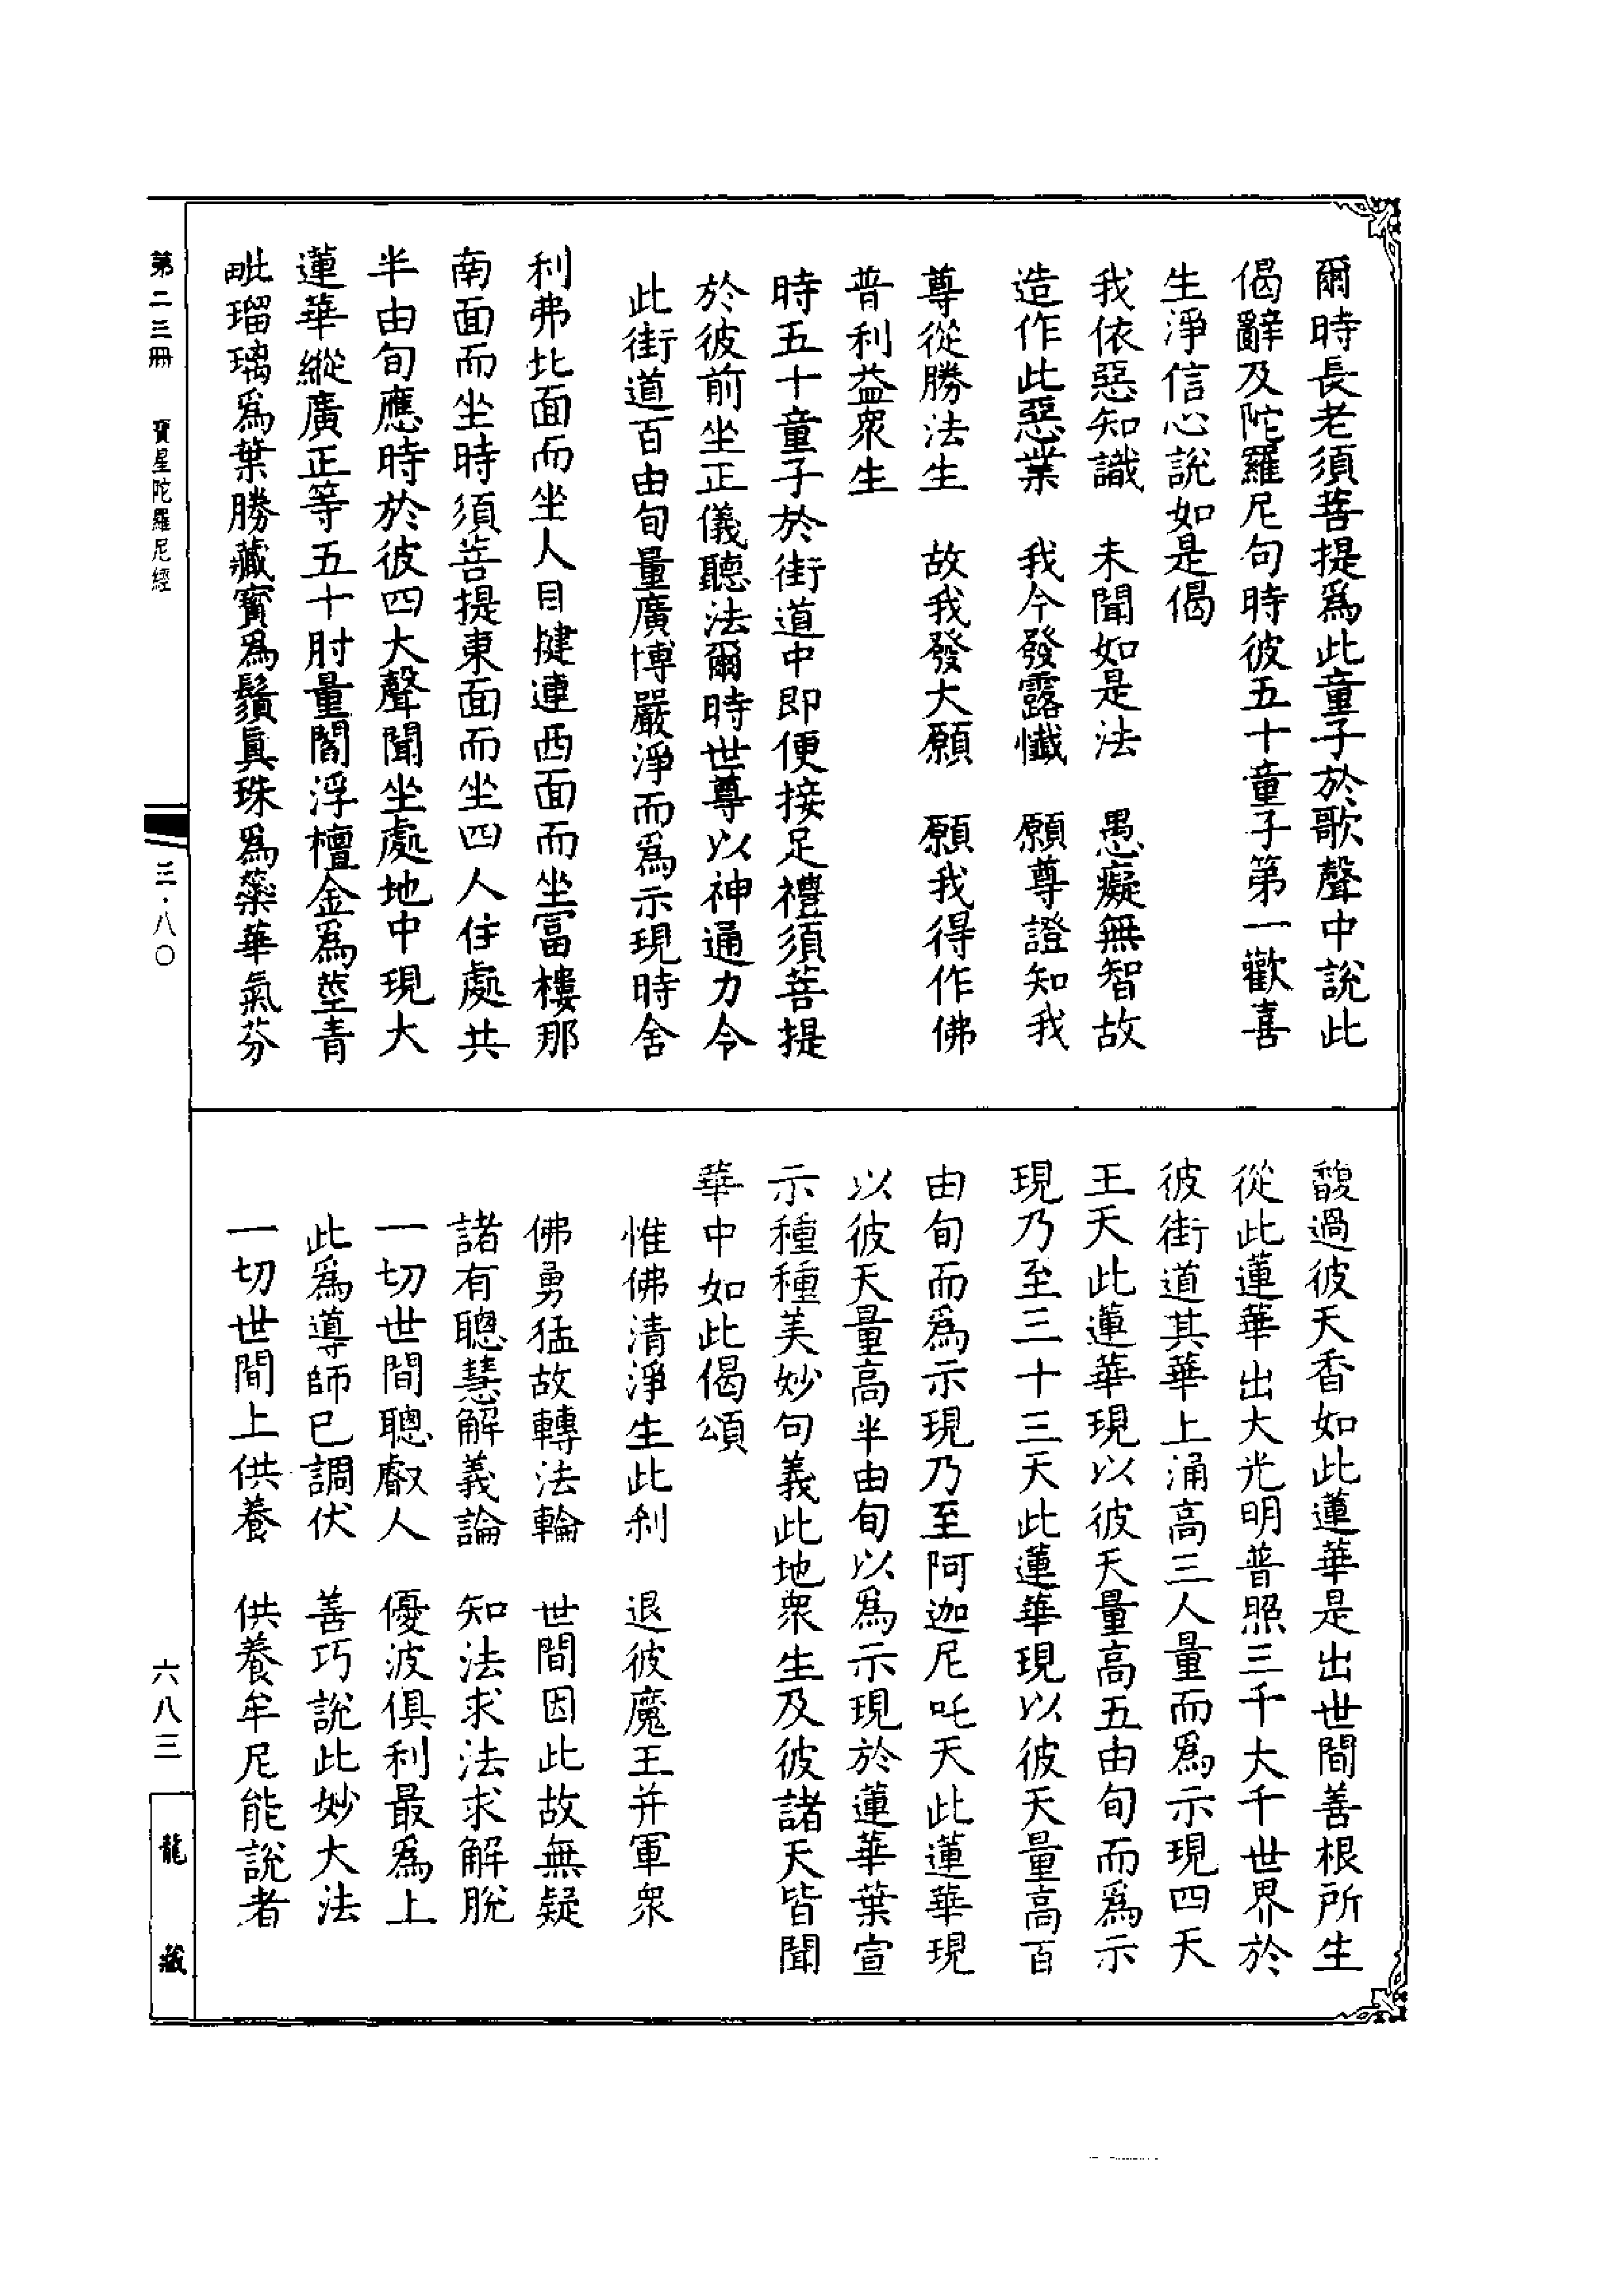 爾時長老須菩提爲此童子於歌聲中說此
偈辭及陀羅尼句時彼五十童子第一歡喜
生淨信心說如是偈
我依惡知識　未聞如是法　愚癡無智故
造作此惡業　我今發露懺　願尊證知我
尊從勝法生　故我發大願　願我得作佛
普利益衆生
時五十童子於街道中即便接足禮須菩提
於彼前坐正儀聽法爾時世尊以神通力令
此街道百由旬量廣博嚴淨而爲示現時舍
利弗北面而坐人目揵連西面而坐富樓那
南面而坐時須菩提東面而坐四人住處共
半由旬應時於彼四大聲聞坐處地中現大
蓮華縱廣正等五十肘量閻浮檀金爲莖青
毗瑠璃爲葉勝藏寶爲鬚眞珠爲蘂華氣芬
馥過彼天香如此蓮華是出世間善根所生
從此蓮華出大光明普照三千大千世界於
彼街道其華上涌高三人量而爲示現四天
王天此蓮華現以彼天量高五由旬而爲示
現乃至三十三天此蓮華現以彼天量高百
由旬而爲示現乃至阿迦尼吒天此蓮華現
以彼天量高半由旬以爲示現於蓮華葉宣
示種種美妙句義此地衆生及彼諸天皆聞
華中如此偈頌
惟佛清淨生此利　退彼魔王并軍衆
佛勇猛故轉法輪　世間因此故無疑
諸有聰慧解義論　知法求法求解脫
一切世間聰叡人　優波俱利最爲上
此爲導師已調伏　善巧說此妙大法
一切世間上供養　供養牟尼能說者
第二三冊　寶星陀羅尼經
三·八〇
六八三
龍藏